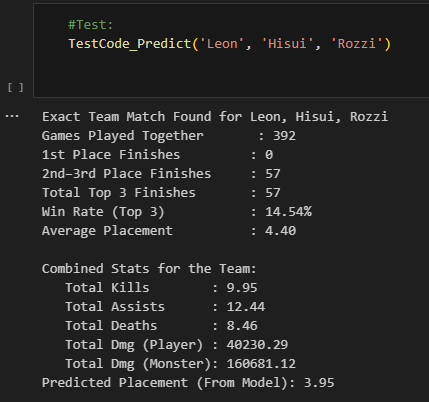 #Test:
TestCode_Predict('Leon', 'Hisui', 'Rozzi')
[ ]
...
Exact Team Match Found for Leon, Hisui, Rozzi
Games Played Together : 392
1st Place Finishes : 0
2nd–3rd Place Finishes : 57
Total Top 3 Finishes : 57
Win Rate (Top 3) : 14.54%
Average Placement : 4.40
Combined Stats for the Team:
Total Kills : 9.95
Total Assists : 12.44
Total Deaths : 8.46
Total Dmg (Player) : 40230.29
Total Dmg (Monster): 160681.12
Predicted Placement (From Model): 3.95